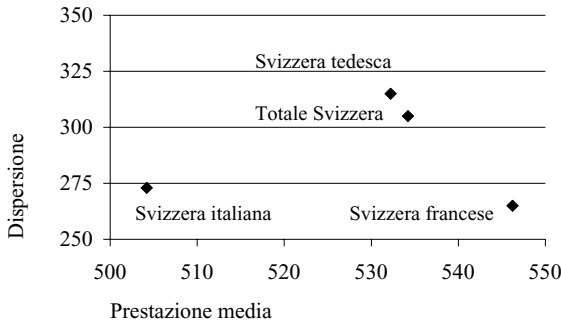 350
325
300
275
250
Dispersione
Svizzera tedesca
Totale Svizzera
Svizzera italiana
Svizzera francese
500 510 520 530 540 550
Prestazione media